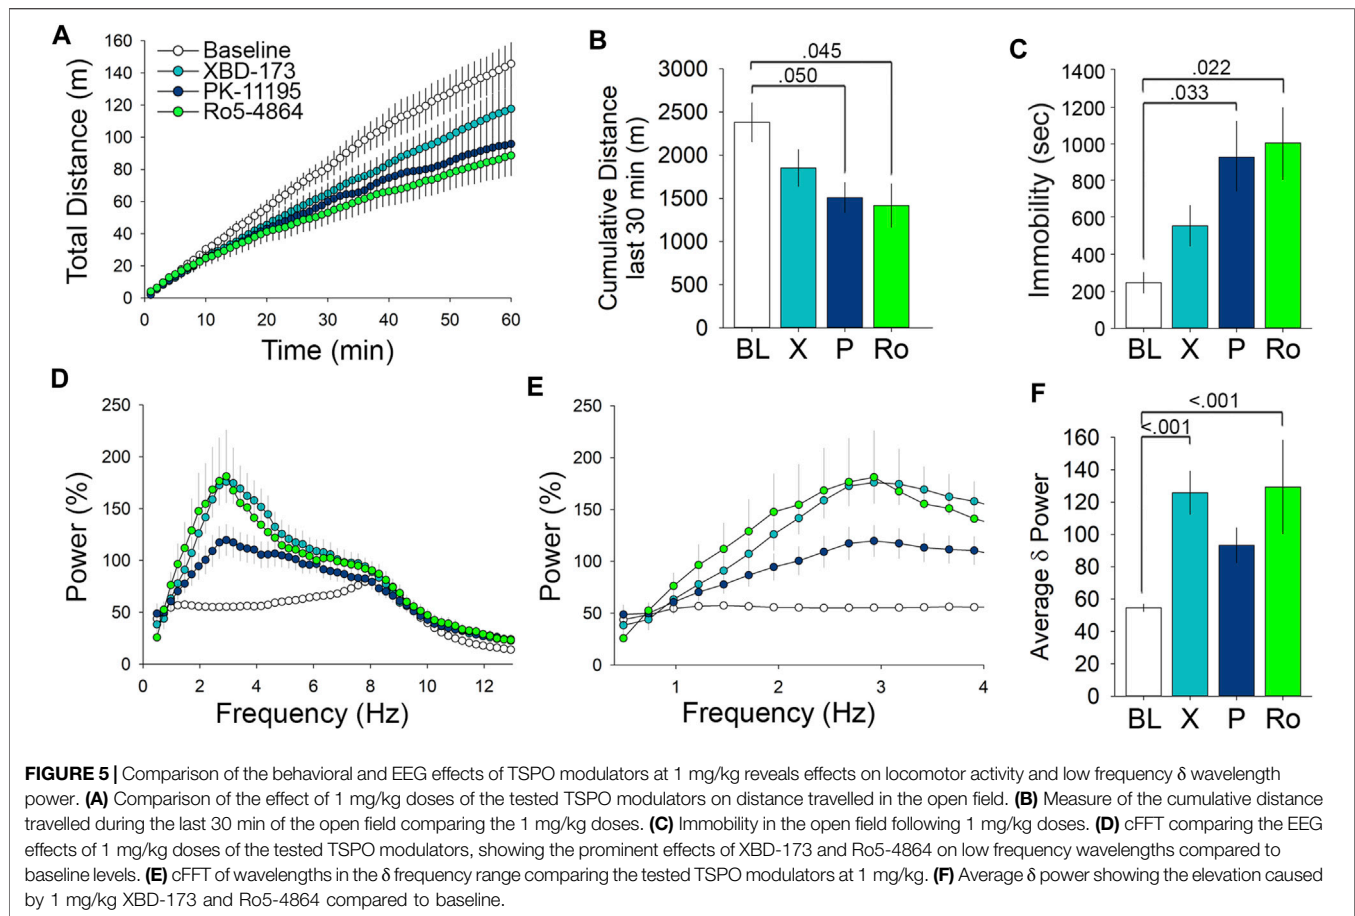 A
Total Distance (m)
160
140
120
100
80
60
40
20
0
Baseline
XBD-173
PK-11195
Ro5-4864
0 10 20 30 40 50 60
Time (min)
B
Cumulative Distance
last 30 min (m)
3000
2500
2000
1500
1000
500
0
.045
.050
BL X P Ro
C
Immobility (sec)
1400
1200
1000
800
600
400
200
0
.022
.033
BL X P Ro
D
Power (%)
250
200
150
100
50
0
0 2 4 6 8 10 12
Frequency (Hz)
E
Power (%)
250
200
150
100
50
0
1 2 3 4
Frequency (Hz)
F
Average δ Power
160
140
120
100
80
60
40
20
0
<.001
<.001
BL X P Ro
FIGURE 5 | Comparison of the behavioral and EEG effects of TSPO modulators at 1 mg/kg reveals effects on locomotor activity and low frequency δ wavelength
power. (A) Comparison of the effect of 1 mg/kg doses of the tested TSPO modulators on distance travelled in the open field. (B) Measure of the cumulative distance
travelled during the last 30 min of the open field comparing the 1 mg/kg doses. (C) Immobility in the open field following 1 mg/kg doses. (D) cFFT comparing the EEG
effects of 1 mg/kg doses of the tested TSPO modulators, showing the prominent effects of XBD-173 and Ro5-4864 on low frequency wavelengths compared to
baseline levels. (E) cFFT of wavelengths in the δ frequency range comparing the tested TSPO modulators at 1 mg/kg. (F) Average δ power showing the elevation caused
by 1 mg/kg XBD-173 and Ro5-4864 compared to baseline.